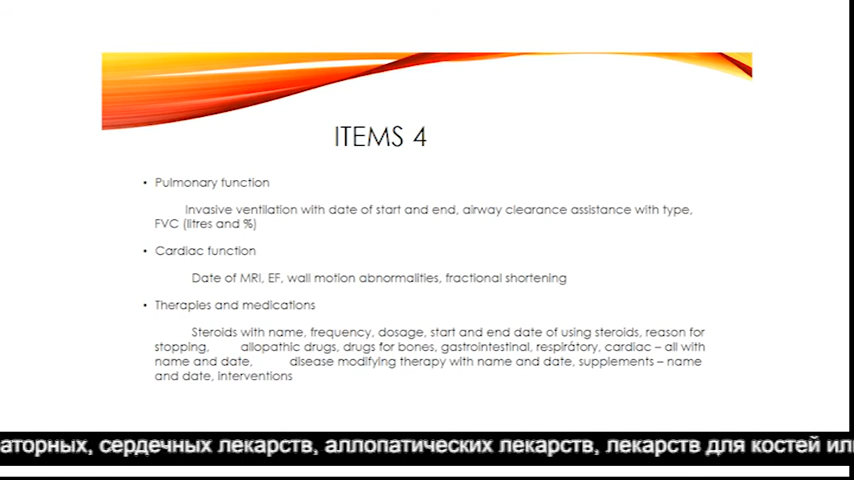 ITEMS 4
• Pulmonary function
Invasive ventilation with date of start and end, airway clearance assistance with type,
FVC (litres and %)
• Cardiac function
Date of MRI, EF, wall motion abnormalities, fractional shortening
• Therapies and medications
Steroids with name, frequency, dosage, start and end date of using steroids, reason for
stopping, allopathic drugs, drugs for bones, gastrointestinal, respirátory, cardiac – all with
name and date, disease modifying therapy with name and date, supplements – name
and date, interventions
аторных, сердечных лекарств, аллопатических лекарств, лекарств для костей ил